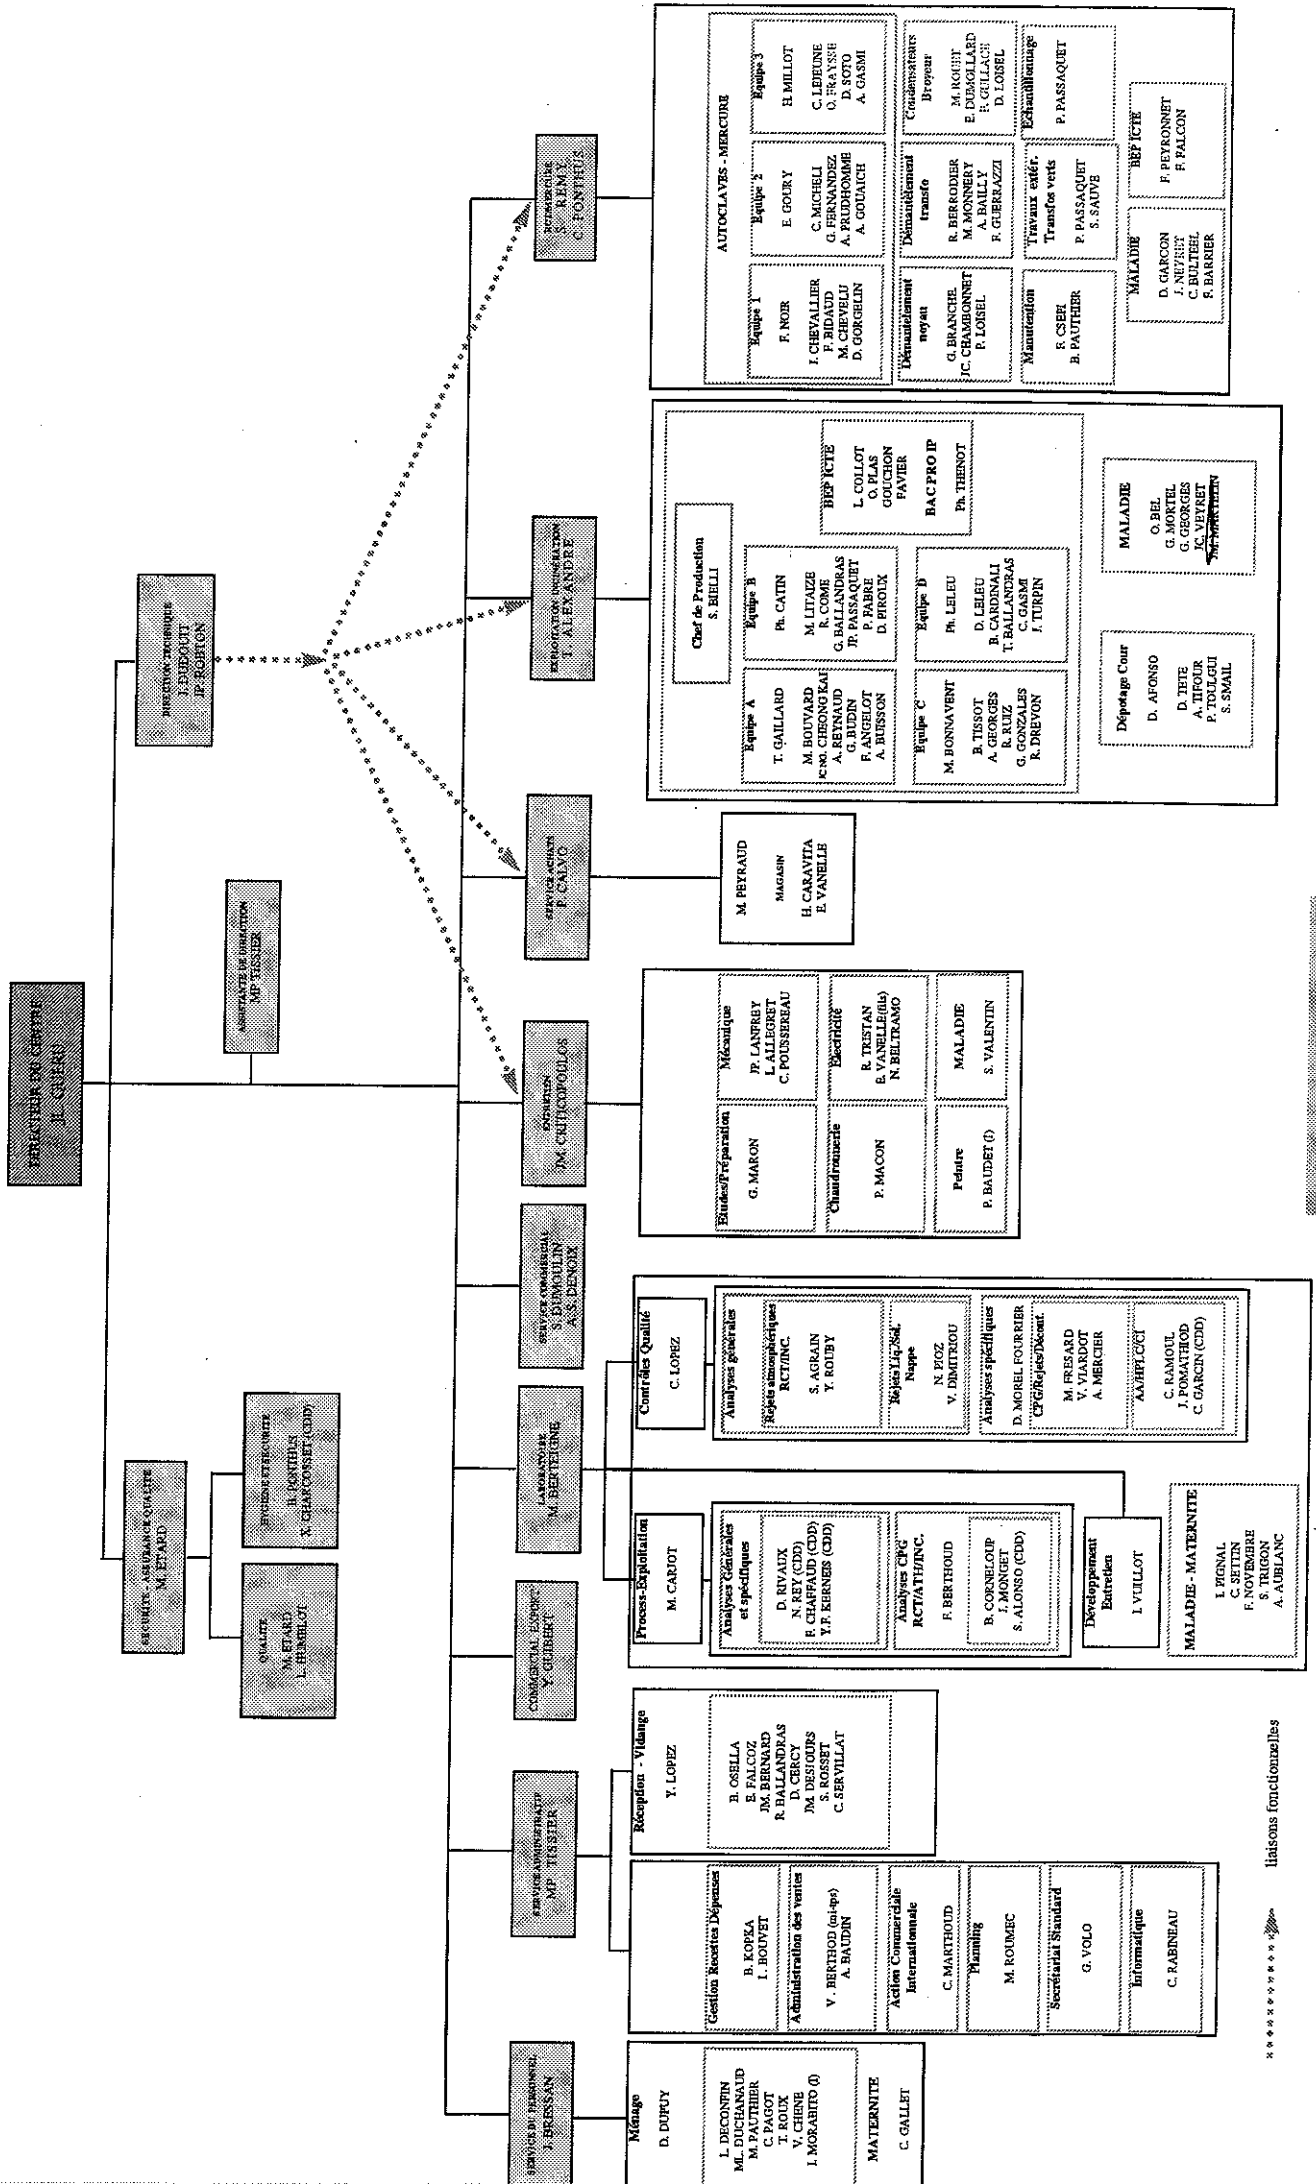 DIRECTEUR DU CENTRE
ASSISTANTE DE DIRECTION
MP TISSIER
SECURITE - ASSURANCE QUALITE
M. ETARD
QUALITE
M. ETARD
L. HUMBLOT
HYGIENE ET SECURITE
X. CHARGOSSET (CDD)
DIRECTION TECHNIQUE
J. DUDOUIT
JP. ROBTON
SERVICE DU PERSONNEL
J. BRESSAN
Ménage
D. DUPUY
L. DECONFIN
ML. DUCHANAUD
M. PAUTHIER
C. PAGOT
T. ROUX
V. CHENE
J. MORABITO (I)
MATERNITE
C. GALLET
SERVICE ADMINISTRATIF
MP. TISSIER
Gestion Recettes Dépenses
B. KOPKA
I. BOUVET
Administration des ventes
V. BERTHOD (mi-tps)
A. BAUDIN
Action Commerciale
Internationale
C. MARTHOUD
Planning
M. ROUMEC
Secrétariat Standard
G. VOLO
Informatique
C. RABINEAU
Réception - Vidange
Y. LOPEZ
B. OSELLA
E. FALCOZ
JM. BERNARD
R. BALLANDRAS
D. CERCY
JM. DESJOURS
S. ROSSET
C. SERVILLAT
COMMERCIAL EXPORT
Y. GUIBERT
LABORATOIRE
M. BERTEIGNE
Process-Exploitation
M. CARJOT
Analyses Générales
et spécifiques
D. RIVAUX
N. REY (CDD)
F. CHAFFAUD (CDD)
Y.F. KERNEIS (CDD)
Analyses CPG
RCT/ATH/INC.
F. BERTHOUD
B. CORNELOUP
J. MONGET
S. ALONSO (CDD)
Développement
Entretien
J. VUILLOT
MALADIE - MATERNITE
I. PIGNAL
C. SETTIN
F. NOVEMBRE
S. TRIGON
A. AUBLANC
Contrôles Qualité
C. LOPEZ
Analyses générales
Rejets atmosphériques
RCT/INC.
S. AGRAIN
Y. ROUBY
Rejets Liq./Sol.
Nappe
N. PIOZ
V. DIMITRIOU
Analyses spécifiques
D. MOREL FOURRIER
CPG/Rejets/Décont.
M. FRESARD
V. VIARDOT
A. MERCIER
AA/HPLC/CI
C. RAMOUL
J. POMATHIOD
C. GARCIN (CDD)
SERVICE COMMERCIAL
S. DUMOULIN
A.S. DENOIX
ENTRETIEN
JM. CRITICOPOULOS
Etudes/Préparation
G. MARON
Mécanique
JP. LANFREY
L. ALLEGRET
C. POUSSEREAU
Chaudronnerie
P. MACON
Electricité
R. TRISTAN
E. VANELLE(fils)
N. BELTRAMO
Peintre
P. BAUDET (I)
MALADIE
S. VALENTIN
SERVICE ACHATS
P. CALVO
M. PEYRAUD
MAGASIN
H. CARAVITA
E. VANELLE
EXPLOITATION INCINERATION
T. ALEXANDRE
Chef de Production
S. BIELLI
Equipe A
T. GAILLARD
M. BOUVARD
JC NO. CHEONG KAI
A. REYNAUD
G. BUDIN
F. ANGELOT
A. BUISSON
Equipe B
Ph. CATIN
M. LITAIZE
R. COME
G. BALLANDRAS
JP. PASSAQUET
P. FABRE
D. PIROUX
BEP ICTE
L. COLLOT
O. PLAS
GOUCHON
FAVIER
BAC PRO IP
Ph. THENOT
Equipe C
M. BONNAVENT
B. TISSOT
A. GEORGES
R. RUIZ
G. GONZALES
R. DREVON
Equipe D
Ph. LELEU
D. LELEU
B. CARDINALI
T. BALLANDRAS
C. GASMI
J. TURPIN
Dépotage Cour
D. AFONSO
D. TETE
A. TIFOUR
P. TOULGUI
S. SMAIL
MALADIE
O. BEL
G. MORTEL
G. GEORGES
JC. VEYRET
S. REMY
C. PONTHUS
AUTOCLAVES - MERCURE
Equipe 1
F. NOIR
J. CHEVALLIER
F. BIDAUD
M. CHEVELU
D. GORGELIN
Equipe 2
E. GOURY
C. MICHELI
G. FERNANDEZ
A. PRUDHOMME
A. GOUAICH
Equipe 3
H. MILLOT
C. LEJEUNE
O. FRAYSSE
D. SOTO
A. GASMI
Démantèlement
noyau
G. BRANCHE
JC. CHAMBONNET
P. LOISEL
Démantèlement
transfo
R. BERRODIER
M. MONNERY
A. BAILLY
F. GUERRAZZI
Condensateurs
Broyeur
M. ROUET
E. DUMOLLARD
D. LOISEL
Manutention
F. CSEPI
B. PAUTHIER
Travaux extér.
Transfos verts
P. PASSAQUET
S. SAUVE
Echantillonnage
P. PASSAQUET
MALADIE
D. GARCON
J. NEYRET
C. BULTEEL
F. BARRIER
BEP ICTE
F. PEYRONNET
F. FALCON
liaisons fonctionnelles